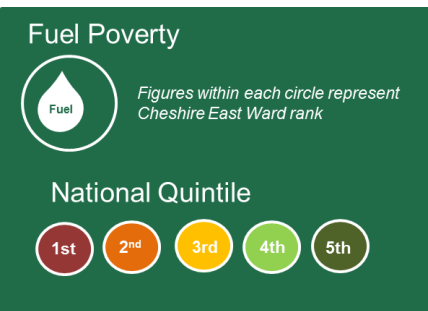 Fuel Poverty
Fuel
Figures within each circle represent
Cheshire East Ward rank
National Quintile
1st 2nd 3rd 4th 5th